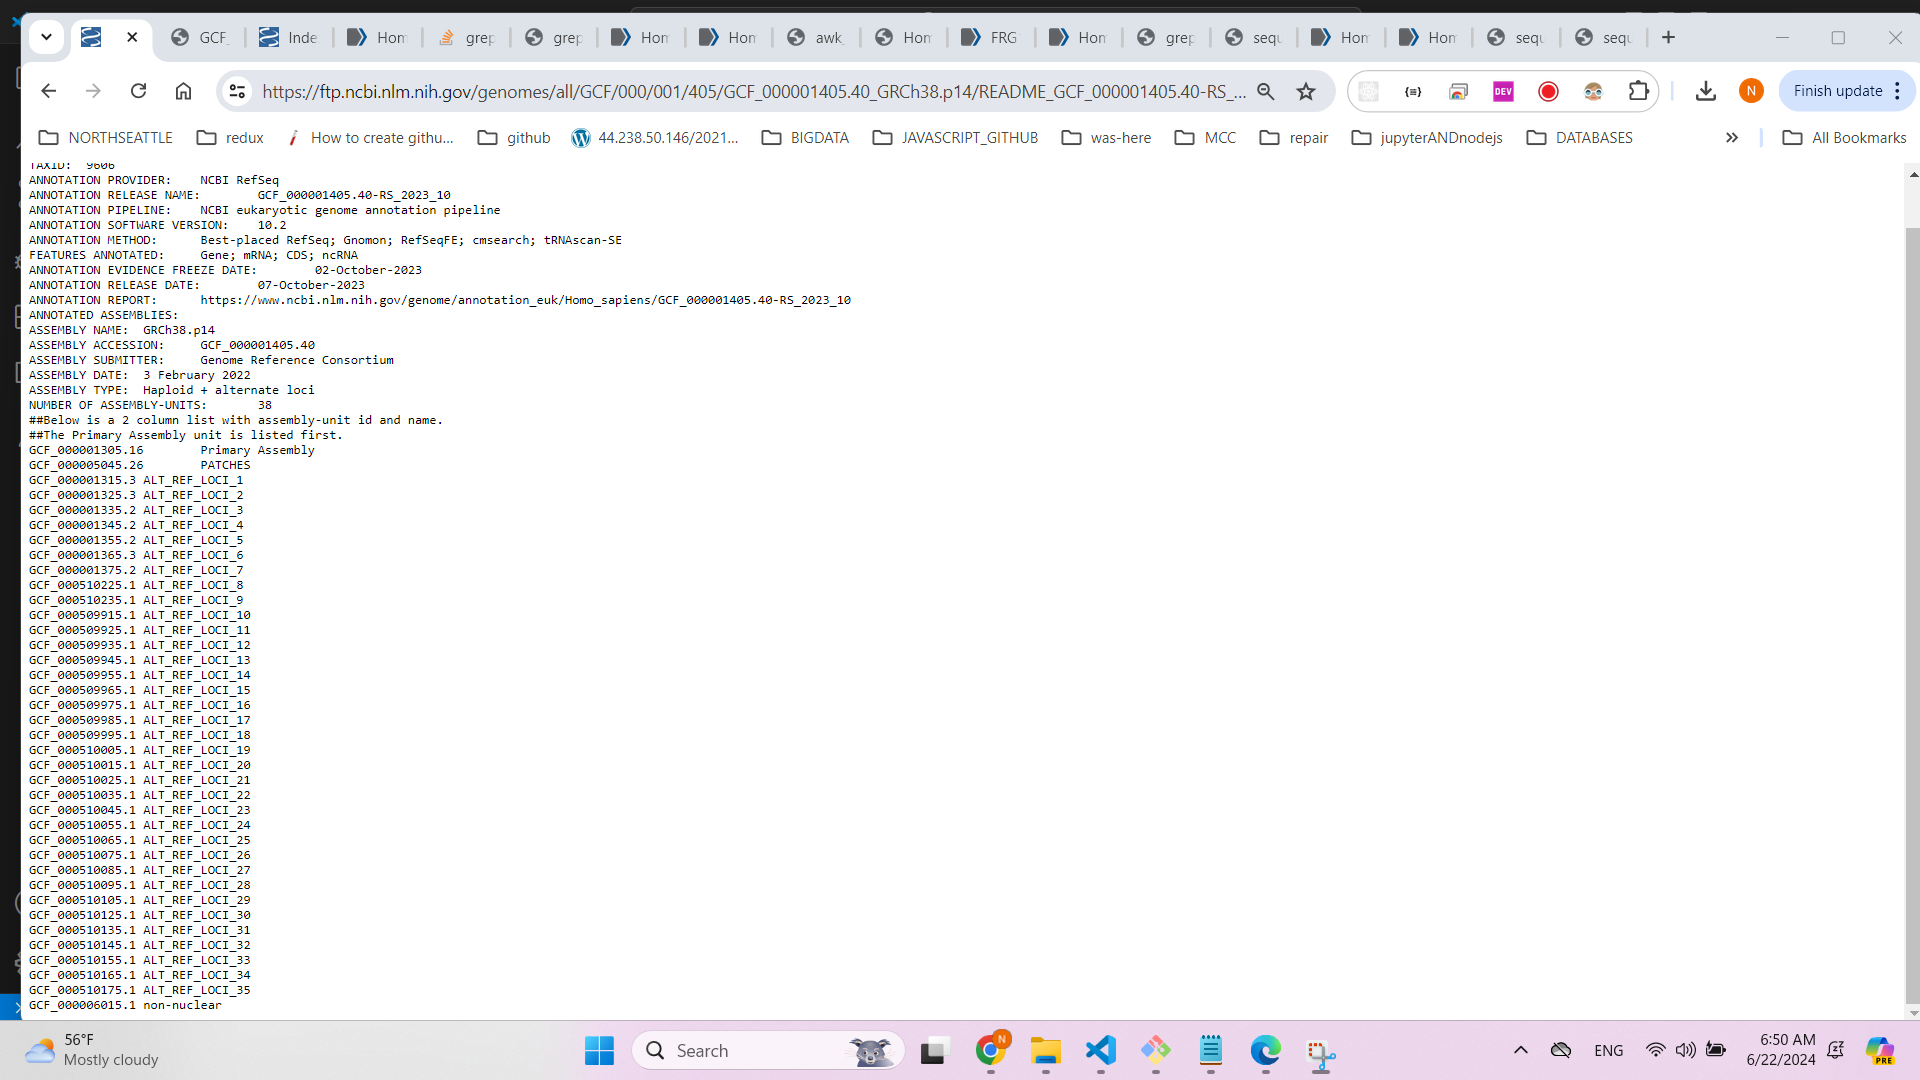 GCF_
Inde
Hom
grep
grep
Hom
Hom
awk_
Hom
FRG
Hom
grep
sequ
Hom
Hom
sequ
sequ
https://ftp.ncbi.nlm.nih.gov/genomes/all/GCF/000/001/405/GCF_000001405.40_GRCh38.p14/README_GCF_000001405.40-RS_...
DEV
N
Finish update
NORTHSEATTLE
redux
How to create githu...
github
44.238.50.146/2021...
BIGDATA
JAVASCRIPT_GITHUB
was-here
MCC
repair
jupyterANDnodejs
DATABASES
All Bookmarks
TAXID: 9606
ANNOTATION PROVIDER: NCBI RefSeq
ANNOTATION RELEASE NAME: GCF_000001405.40-RS_2023_10
ANNOTATION PIPELINE: NCBI eukaryotic genome annotation pipeline
ANNOTATION SOFTWARE VERSION: 10.2
ANNOTATION METHOD: Best-placed RefSeq; Gnomon; RefSeqFE; cmsearch; tRNAscan-SE
FEATURES ANNOTATED: Gene; mRNA; CDS; ncRNA
ANNOTATION EVIDENCE FREEZE DATE: 02-October-2023
ANNOTATION RELEASE DATE: 07-October-2023
ANNOTATION REPORT: https://www.ncbi.nlm.nih.gov/genome/annotation_euk/Homo_sapiens/GCF_000001405.40-RS_2023_10
ANNOTATED ASSEMBLIES:
ASSEMBLY NAME: GRCh38.p14
ASSEMBLY ACCESSION: GCF_000001405.40
ASSEMBLY SUBMITTER: Genome Reference Consortium
ASSEMBLY DATE: 3 February 2022
ASSEMBLY TYPE: Haploid + alternate loci
NUMBER OF ASSEMBLY-UNITS: 38
##Below is a 2 column list with assembly-unit id and name.
##The Primary Assembly unit is listed first.
GCF_000001305.16 Primary Assembly
GCF_000005045.26 PATCHES
GCF_000001315.3 ALT_REF_LOCI_1
GCF_000001325.3 ALT_REF_LOCI_2
GCF_000001335.2 ALT_REF_LOCI_3
GCF_000001345.2 ALT_REF_LOCI_4
GCF_000001355.2 ALT_REF_LOCI_5
GCF_000001365.3 ALT_REF_LOCI_6
GCF_000001375.2 ALT_REF_LOCI_7
GCF_000510225.1 ALT_REF_LOCI_8
GCF_000510235.1 ALT_REF_LOCI_9
GCF_000509915.1 ALT_REF_LOCI_10
GCF_000509925.1 ALT_REF_LOCI_11
GCF_000509935.1 ALT_REF_LOCI_12
GCF_000509945.1 ALT_REF_LOCI_13
GCF_000509955.1 ALT_REF_LOCI_14
GCF_000509965.1 ALT_REF_LOCI_15
GCF_000509975.1 ALT_REF_LOCI_16
GCF_000509985.1 ALT_REF_LOCI_17
GCF_000509995.1 ALT_REF_LOCI_18
GCF_000510005.1 ALT_REF_LOCI_19
GCF_000510015.1 ALT_REF_LOCI_20
GCF_000510025.1 ALT_REF_LOCI_21
GCF_000510035.1 ALT_REF_LOCI_22
GCF_000510045.1 ALT_REF_LOCI_23
GCF_000510055.1 ALT_REF_LOCI_24
GCF_000510065.1 ALT_REF_LOCI_25
GCF_000510075.1 ALT_REF_LOCI_26
GCF_000510085.1 ALT_REF_LOCI_27
GCF_000510095.1 ALT_REF_LOCI_28
GCF_000510105.1 ALT_REF_LOCI_29
GCF_000510125.1 ALT_REF_LOCI_30
GCF_000510135.1 ALT_REF_LOCI_31
GCF_000510145.1 ALT_REF_LOCI_32
GCF_000510155.1 ALT_REF_LOCI_33
GCF_000510165.1 ALT_REF_LOCI_34
GCF_000510175.1 ALT_REF_LOCI_35
GCF_000006015.1 non-nuclear
56°F
Mostly cloudy
Search
N
ENG
6:50 AM
6/22/2024
PRE